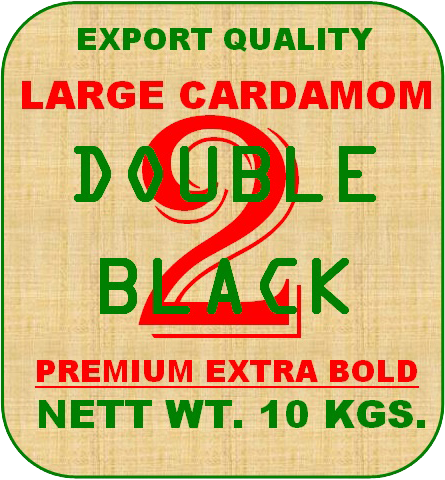 EXPORT QUALITY
LARGE CARDAMOM
2
DOUBLE
BLACK
PREMIUM EXTRA BOLD
NETT WT. 10 KGS.